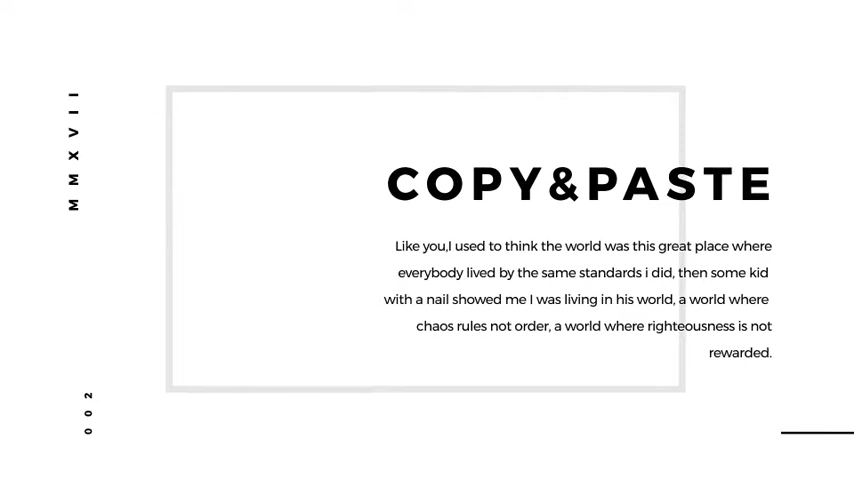 MMXVII
COPY&PASTE
Like you,I used to think the world was this great place where
everybody lived by the same standards i did, then some kid
with a nail showed me I was living in his world, a world where
chaos rules not order, a world where righteousness is not
rewarded.
002